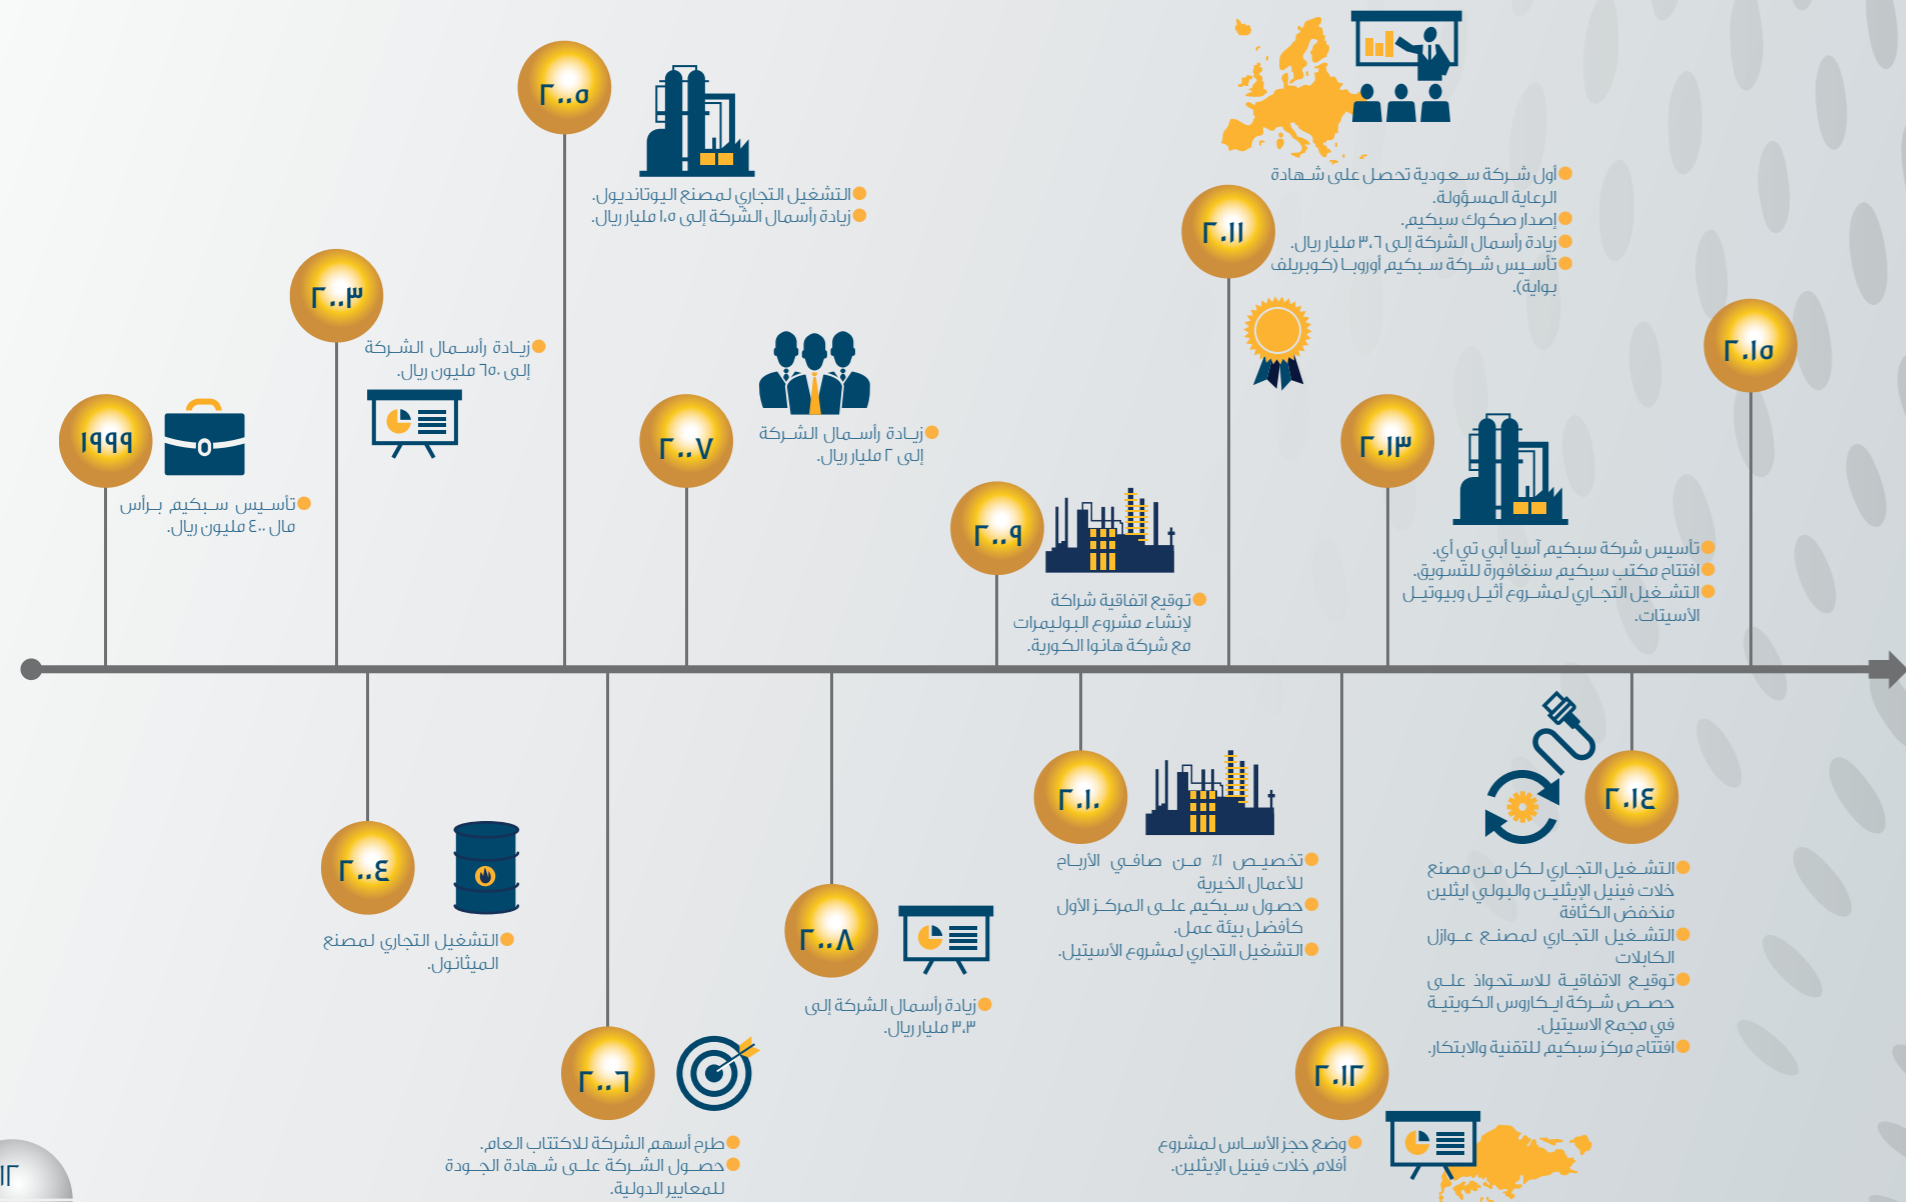 ١٩٩٩
تأسيس سبكيم برأس
مال ٤٠٠ مليون ريال.
٢٠٠٣
زيادة رأسمال الشركة
إلى ٦٥٠ مليون ريال.
٢٠٠٤
التشغيل التجاري لمصنع
الميثانول.
٢٠٠٥
التشغيل التجاري لمصنع اليوتانديول.
زيادة رأسمال الشركة إلى ١،٥ مليار ريال.
٢٠٠٦
طرح أسهم الشركة للاكتتاب العام.
حصول الشركة على شهادة الجودة
للمعايير الدولية.
٢٠٠٧
زيادة رأسمال الشركة
إلى ٢ مليار ريال.
٢٠٠٨
زيادة رأسمال الشركة إلى
٣،٣ مليار ريال.
٢٠٠٩
توقيع اتفاقية شراكة
لإنشاء مشروع البوليمرات
مع شركة هانوا الكورية.
٢٠١٠
تخصيص ١٪ من صافي الأرباح
للأعمال الخيرية
حصول سبكيم على المركز الأول
كأفضل بيئة عمل.
التشغيل التجاري لمشروع الأسيتيل.
٢٠١١
أول شركة سعودية تحصل على شهادة
الرعاية المسؤولة.
إصدار صكوك سبكيم.
زيادة رأسمال الشركة إلى ٣،٦ مليار ريال.
تأسيس شركة سبكيم أوروبا (كوبريلف
بواية).
٢٠١٢
وضع حجز الأساس لمشروع
أفلام خلات فينيل الإيثلين.
٢٠١٣
تأسيس شركة سبكيم آسيا أبي تي أي.
افتتاح مكتب سبكيم سنغافورة للتسويق.
التشغيل التجاري لمشروع أثيل وبيوتيل
الأسيتات.
٢٠١٤
التشغيل التجاري لكل من مصنع
خلات فينيل الإيثلين والبولي ايثلين
منخفض الكثافة
التشغيل التجاري لمصنع عوازل
الكابلات
توقيع الاتفاقية للاستحواذ على
حصص شركة ايكاروس الكويتية
في مجمع الاسيتيل.
افتتاح مركز سبكيم للتقنية والابتكار.
٢٠١٥
١٢